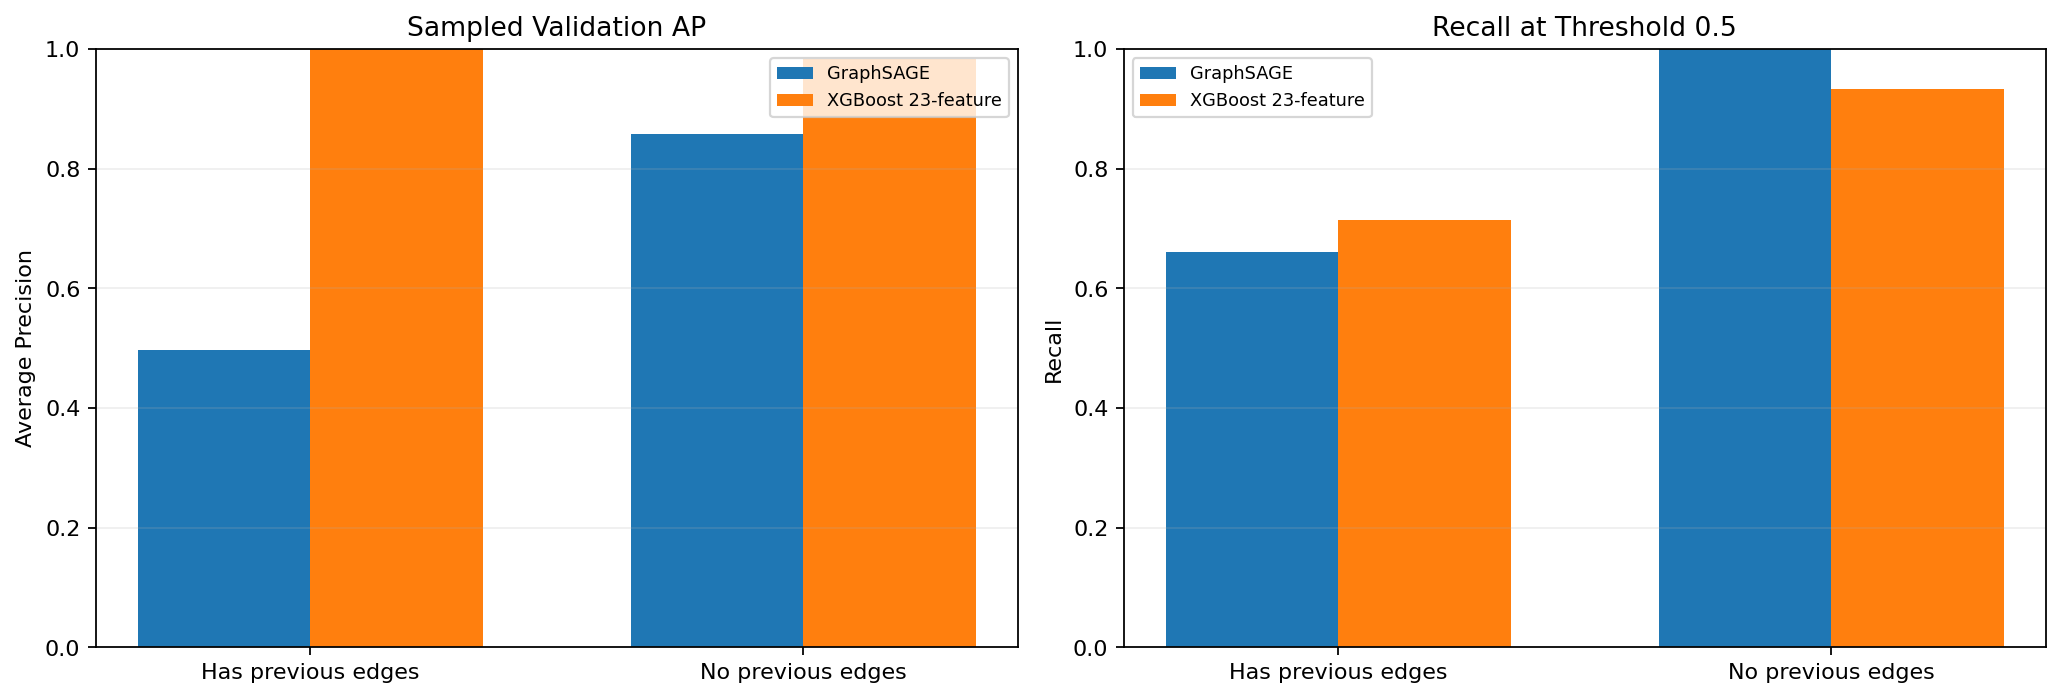 Sampled Validation AP
1.0
0.8
0.6
0.4
0.2
0.0
Average Precision
GraphSAGE
XGBoost 23-feature
Has previous edges
No previous edges
Recall at Threshold 0.5
1.0
0.8
0.6
0.4
0.2
0.0
Recall
GraphSAGE
XGBoost 23-feature
Has previous edges
No previous edges